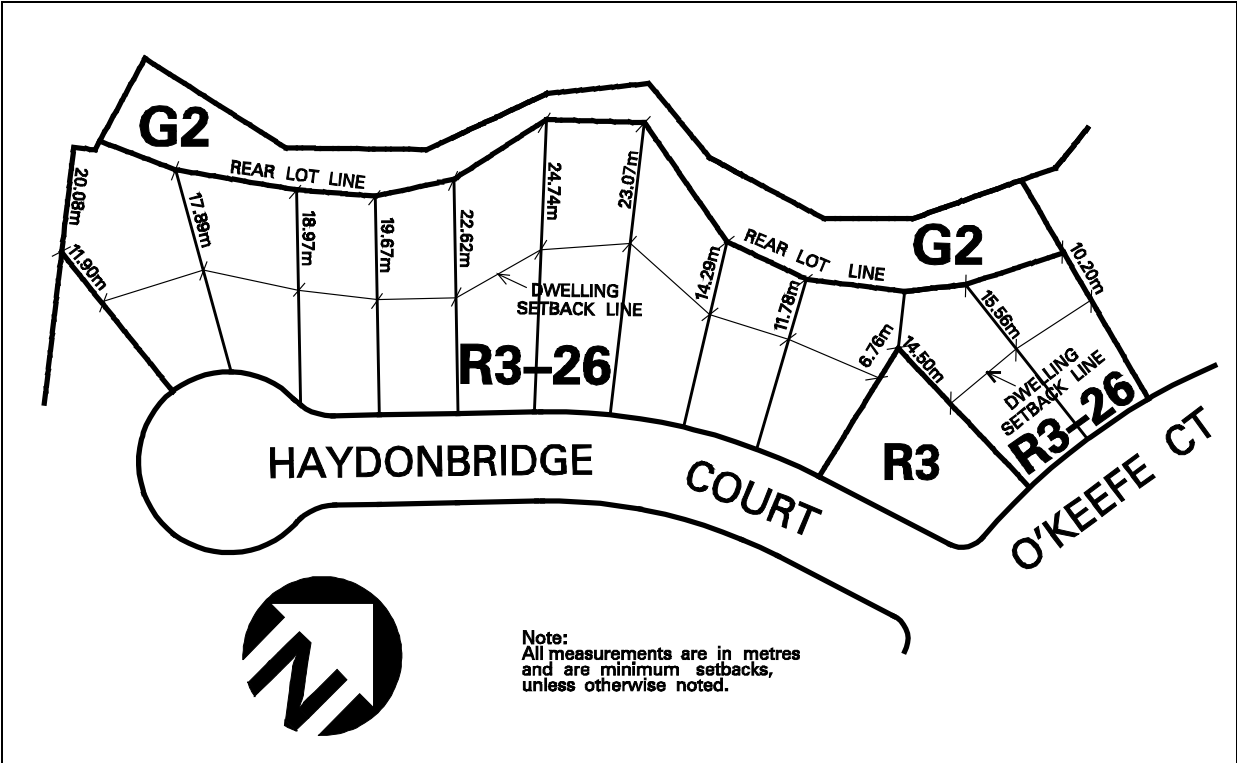 G2
REAR LOT LINE
20.08m
11.90m
17.89m
18.97m
19.67m
22.62m
24.74m
23.07m
14.29m
11.78m
6.76m
14.50m
15.56m
10.20m
REAR LOT LINE
G2
DWELLING
SETBACK LINE
R3-26
DWELLING
SETBACK LINE
R3-26
R3
HAYDONBRIDGE COURT
O'KEEFE CT
N
Note:
All measurements are in metres
and are minimum setbacks,
unless otherwise noted.